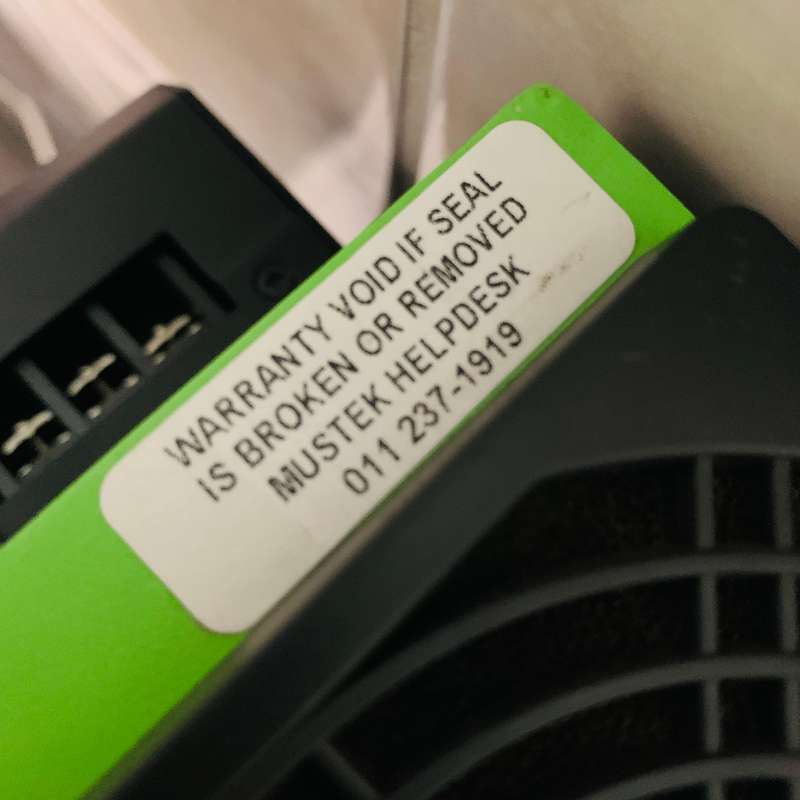 WARRANTY VOID IF SEAL
IS BROKEN OR REMOVED
MUSTEK HELPDESK
011 237-1919